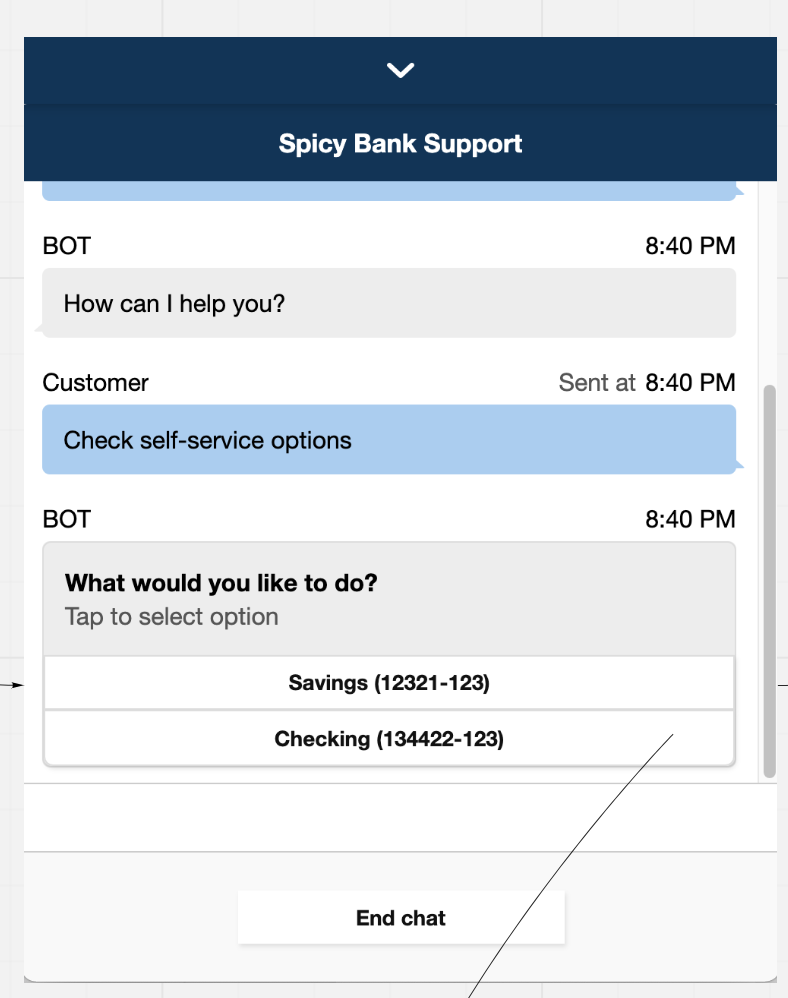 Spicy Bank Support
BOT 8:40 PM
How can I help you?
Customer Sent at 8:40 PM
Check self-service options
BOT 8:40 PM
What would you like to do?
Tap to select option
Savings (12321-123)
Checking (134422-123)
End chat